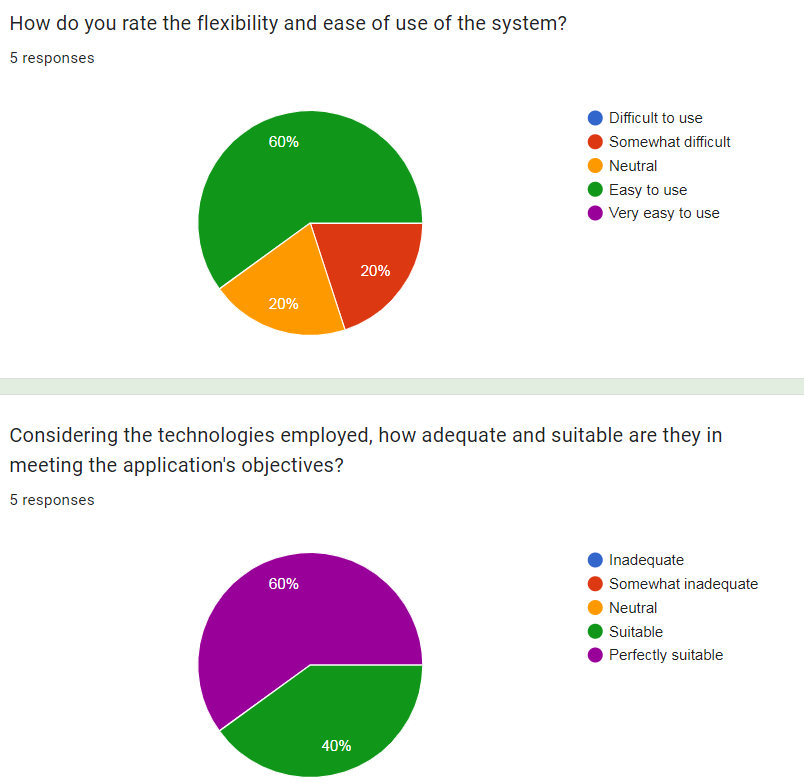 How do you rate the flexibility and ease of use of the system?
5 responses
60%
20%
20%
Difficult to use
Somewhat difficult
Neutral
Easy to use
Very easy to use
Considering the technologies employed, how adequate and suitable are they in
meeting the application's objectives?
5 responses
60%
40%
Inadequate
Somewhat inadequate
Neutral
Suitable
Perfectly suitable